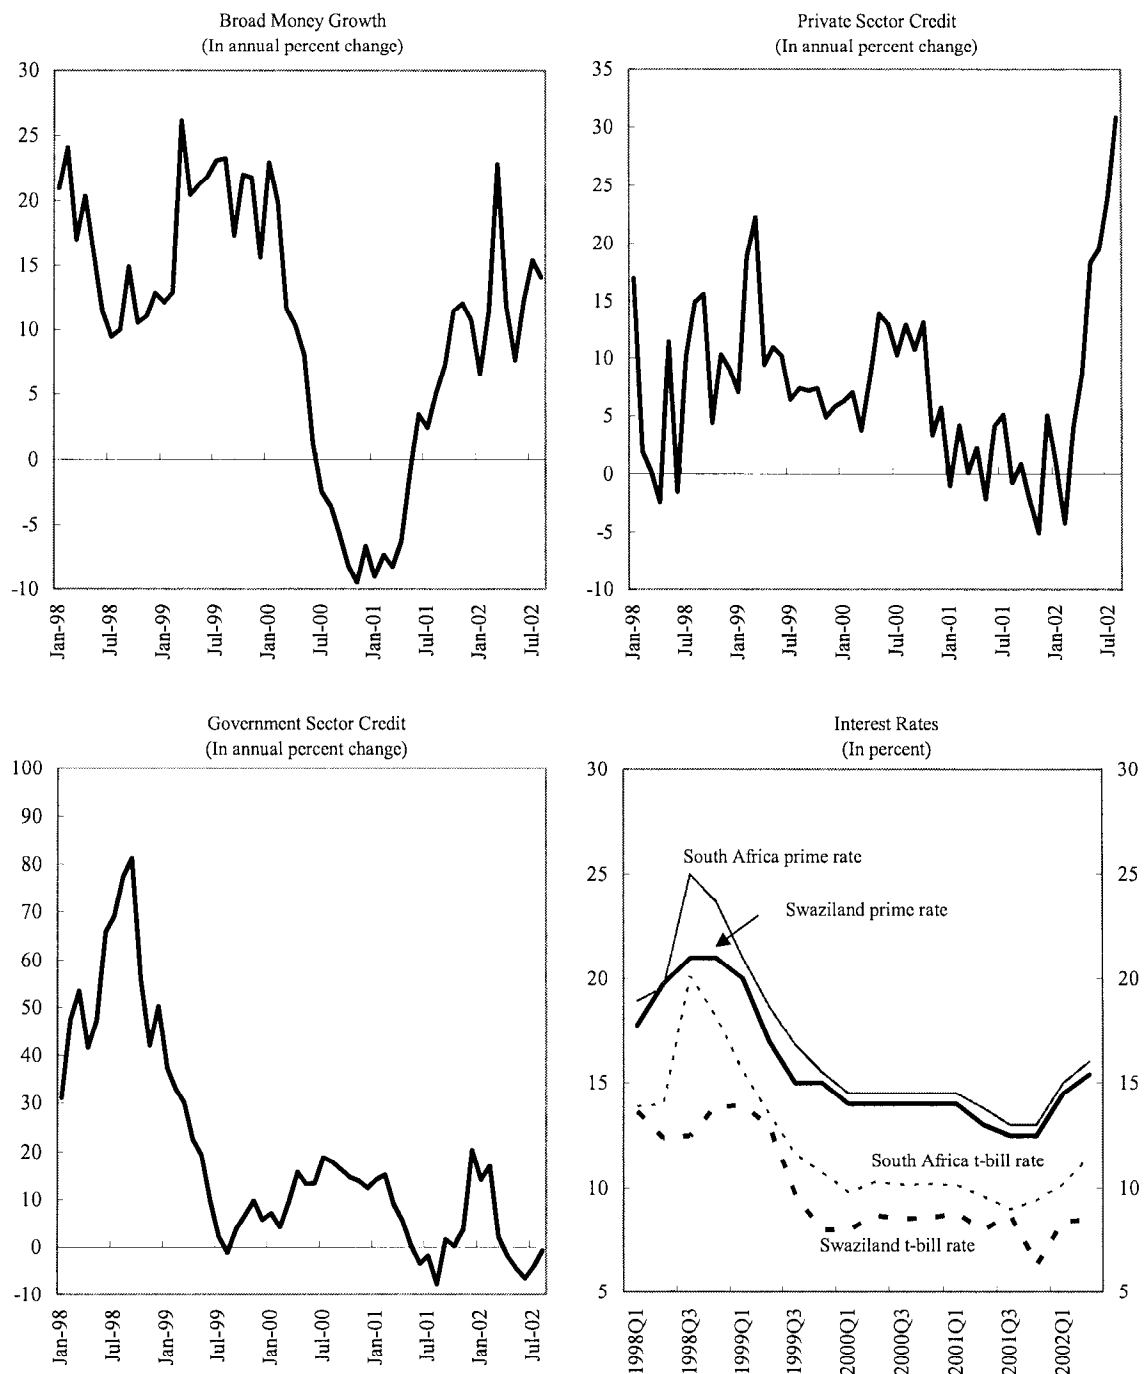 Broad Money Growth
(In annual percent change)
30
25
20
15
10
5
0
-5
-10
Jan-98
Jul-98
Jan-99
Jul-99
Jan-00
Jul-00
Jan-01
Jul-01
Jan-02
Jul-02
Private Sector Credit
(In annual percent change)
35
30
25
20
15
10
5
0
-5
-10
Jan-98
Jul-98
Jan-99
Jul-99
Jan-00
Jul-00
Jan-01
Jul-01
Jan-02
Jul-02
Government Sector Credit
(In annual percent change)
100
90
80
70
60
50
40
30
20
10
0
-10
Jan-98
Jul-98
Jan-99
Jul-99
Jan-00
Jul-00
Jan-01
Jul-01
Jan-02
Jul-02
Interest Rates
(In percent)
30
25
20
15
10
5
30
25
20
15
10
5
South Africa prime rate
Swaziland prime rate
South Africa t-bill rate
Swaziland t-bill rate
1998Q1
1998Q3
1999Q1
1999Q3
2000Q1
2000Q3
2001Q1
2001Q3
2002Q1